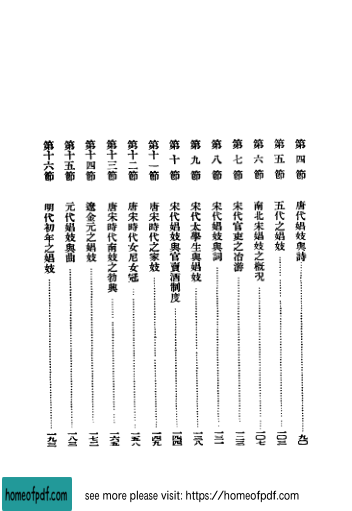 第四節 唐代娼妓與詩 九〇
第五節 五代之娼妓 一〇三
第六節 南北宋娼妓之概況 一〇七
第七節 宋代官吏之冶游 一二三
第八節 宋代娼妓與詞 一三一
第九節 宋代太學生與娼妓 一三八
第十節 宋代娼妓與官賣酒制度 一四四
第十一節 唐宋時代之家妓 一四九
第十二節 唐宋時代女尼女冠 一五八
第十三節 唐宋時代南妓之勃興 一六五
第十四節 遼金元之娼妓 一七二
第十五節 元代娼妓與曲 一八三
第十六節 明代初年之娼妓 一九三
homeofpdf.com
see more please visit: https://homeofpdf.com